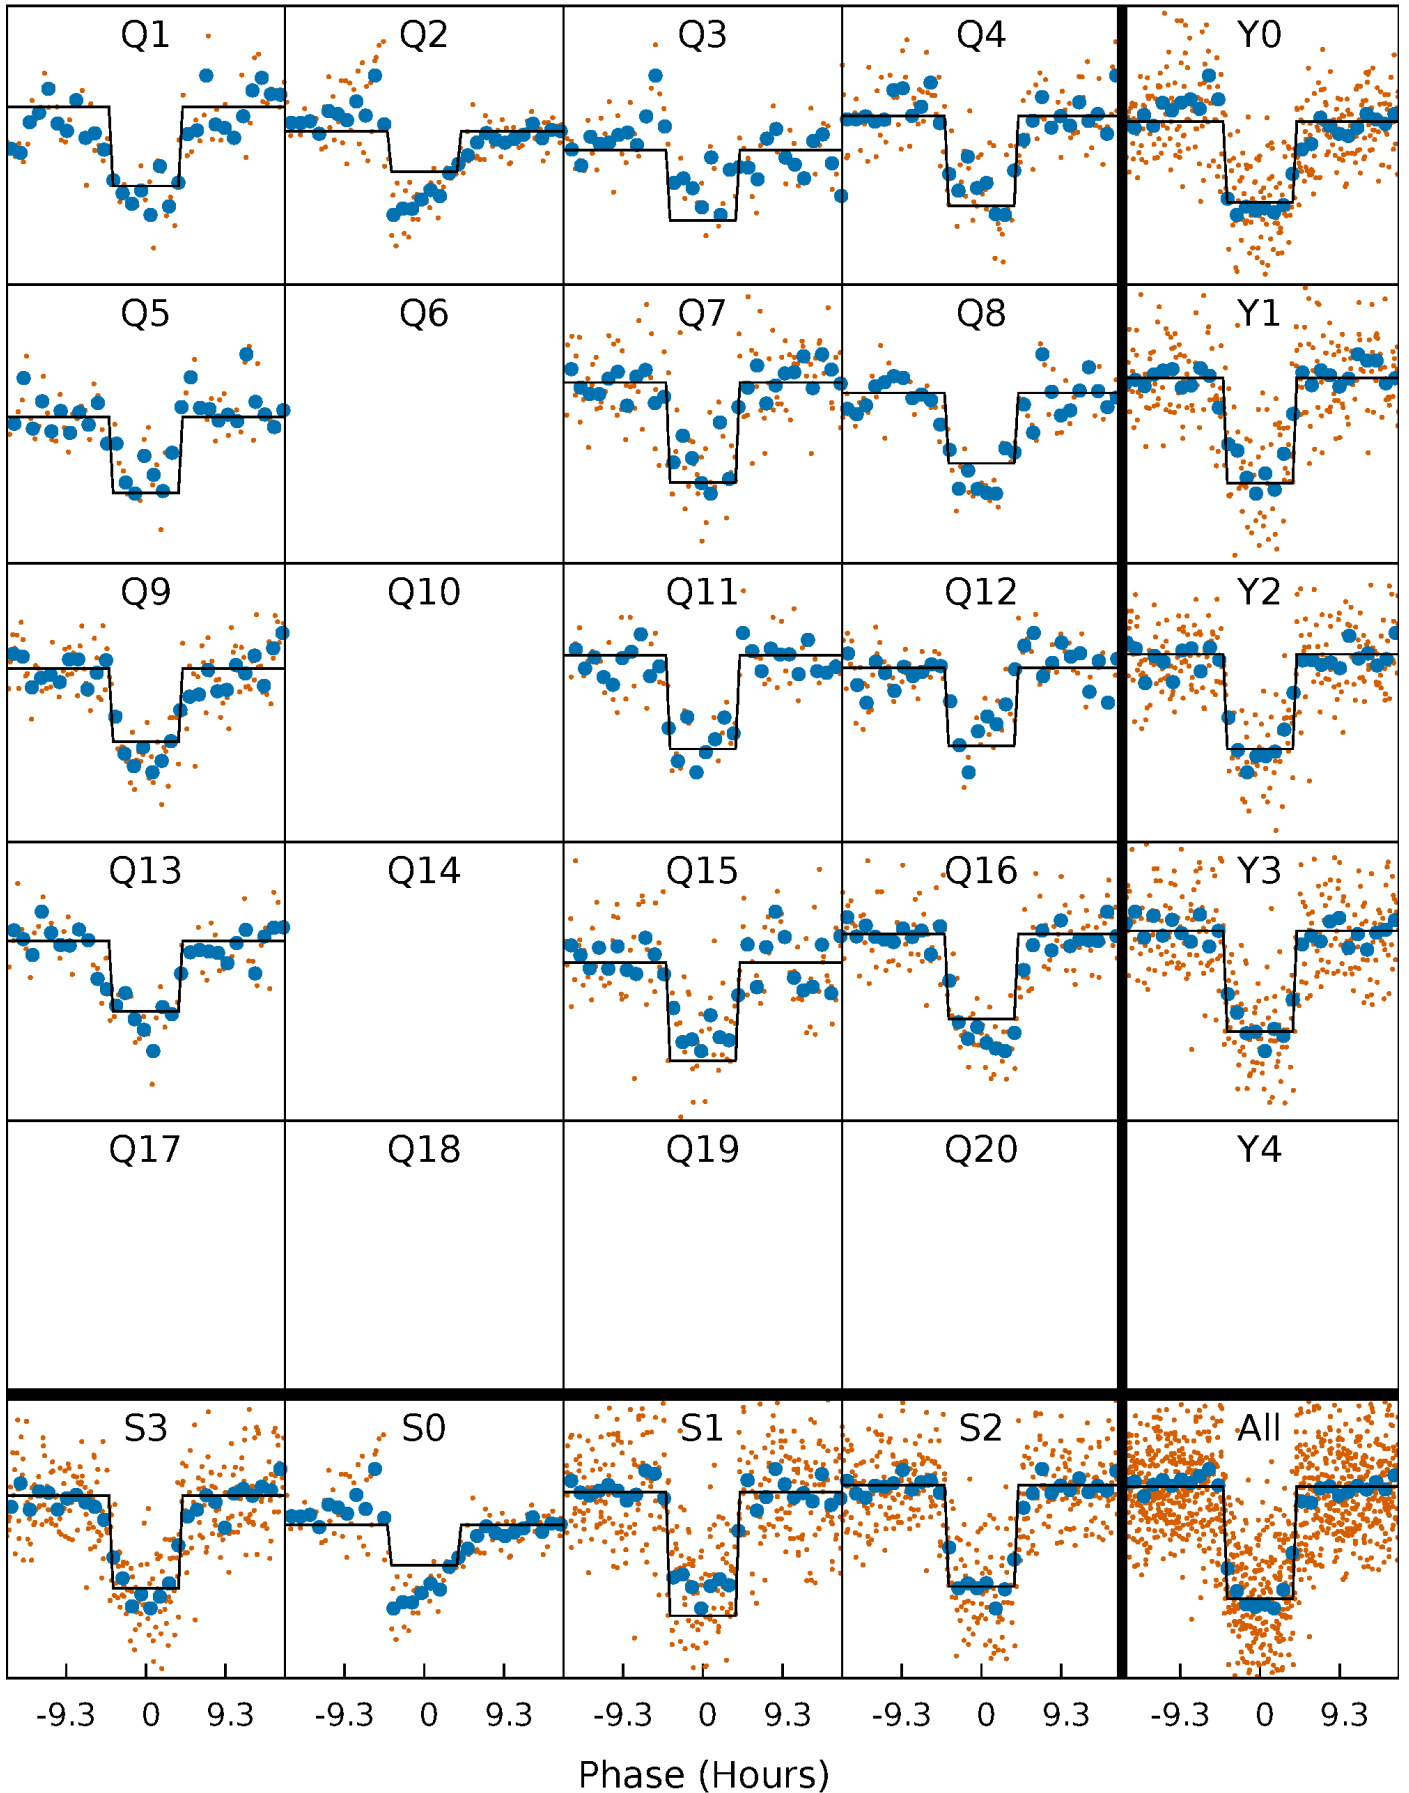 Q1 Q2 Q3 Q4 Y0
Q5 Q6 Q7 Q8 Y1
Q9 Q10 Q11 Q12 Y2
Q13 Q14 Q15 Q16 Y3
Q17 Q18 Q19 Q20 Y4
S3 S0 S1 S2 All
-9.3 0 9.3 -9.3 0 9.3 -9.3 0 9.3 -9.3 0 9.3 -9.3 0 9.3
Phase (Hours)